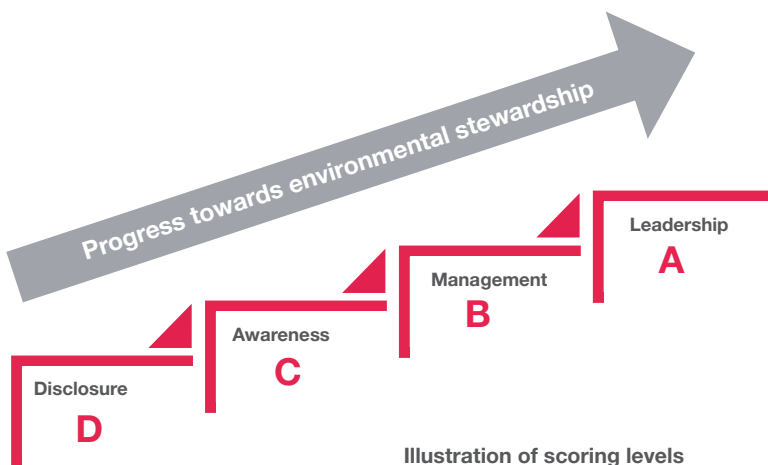 Progress towards environmental stewardship
Leadership
A
Management
B
Awareness
C
Disclosure
D
Illustration of scoring levels